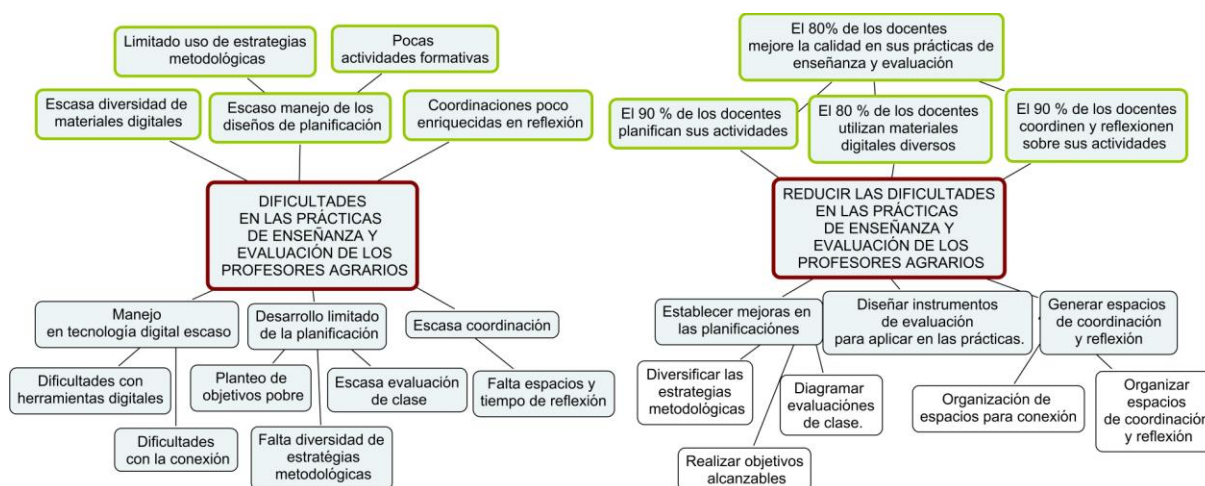 Limitado uso de estrategias
metodológicas
Pocas
actividades formativas
Escasa diversidad de
materiales digitales
Escaso manejo de los
diseños de planificación
Coordinaciones poco
enriquecidas en reflexión
DIFICULTADES
EN LAS PRÁCTICAS
DE ENSEÑANZA Y
EVALUACIÓN DE LOS
PROFESORES AGRARIOS
Manejo
en tecnología digital escaso
Desarrollo limitado
de la planificación
Escasa coordinación
Dificultades con
herramientas digitales
Planteo de
objetivos pobre
Escasa evaluación
de clase
Falta espacios y
tiempo de reflexión
Dificultades
con la conexión
Falta diversidad de
estratégias
metodológicas
El 80% de los docentes
mejore la calidad en sus prácticas de
enseñanza y evaluación
El 90 % de los docentes
planifican sus actividades
El 80 % de los docentes
utilizan materiales
digitales diversos
El 90 % de los docentes
coordinen y reflexionen
sobre sus actividades
REDUCIR LAS DIFICULTADES
EN LAS PRÁCTICAS
DE ENSEÑANZA Y
EVALUACIÓN DE LOS
PROFESORES AGRARIOS
Establecer mejoras en
las planificaciónes
Diseñar instrumentos
de evaluación
para aplicar en las prácticas.
Generar espacios
de coordinación
y reflexión
Diversificar las
estrategias
metodológicas
Diagramar
evaluaciónes
de clase.
Organización de
espacios para conexión
Organizar
espacios
de coordinación
y reflexión
Realizar objetivos
alcanzables